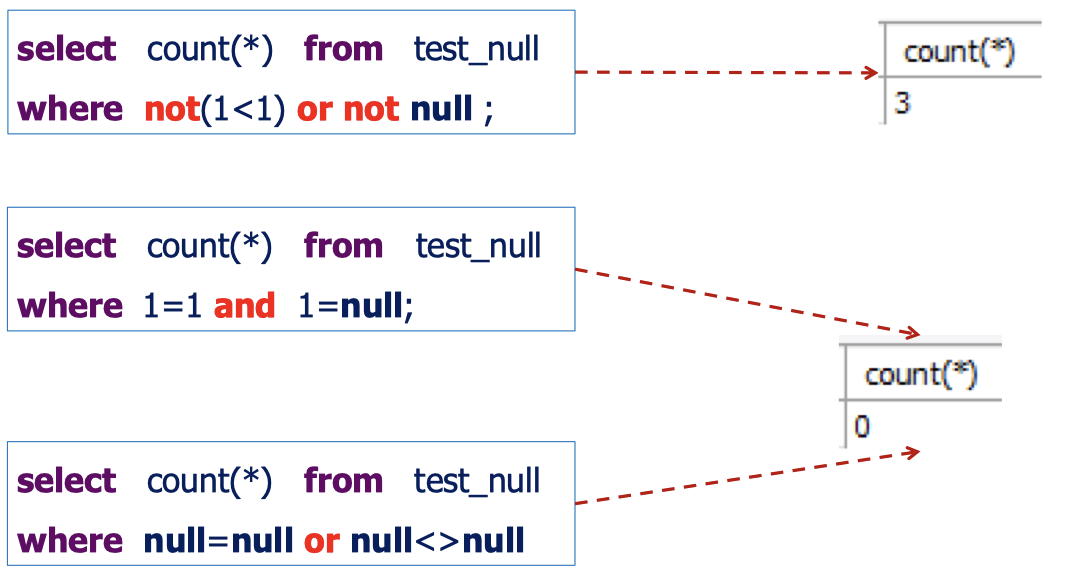 select count(*) from test_null
where not(1<1) or not null ;
count(*)
3
select count(*) from test_null
where 1=1 and 1=null;
count(*)
0
select count(*) from test_null
where null=null or null<>null